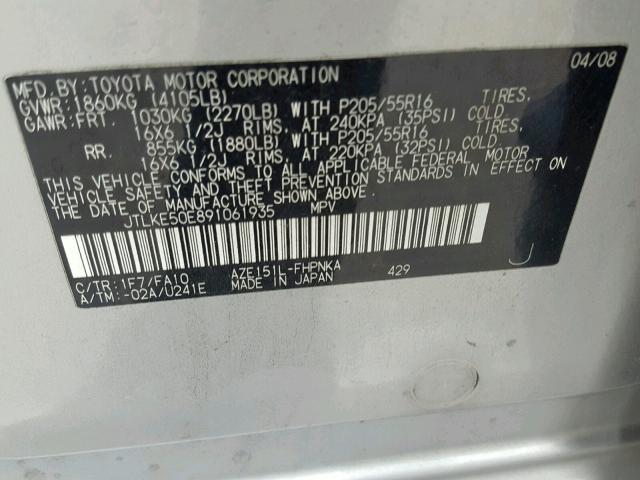 MFD.BY:TOYOTA MOTOR CORPORATION 04/08
GVWR:1860KG (4105LB)
GAWR:FRT. 1030KG (2270LB) WITH P205/55R16 TIRES,
16X6 1/2J RIMS, AT 240KPA (35PSI) COLD.
RR. 855KG (1880LB) WITH P205/55R16 TIRES,
16X6 1/2J RIMS, AT 220KPA (32PSI) COLD.
THIS VEHICLE CONFORMS TO ALL APPLICABLE FEDERAL MOTOR
VEHICLE SAFETY AND BUMPER STANDARDS IN EFFECT ON
THE DATE OF MANUFACTURE SHOWN ABOVE.
JTLKE50E891061935 MPV
C/TR:1F7/FA10 AZE151L-FHPNKA 429 J
A/TM:-02A/U241E MADE IN JAPAN